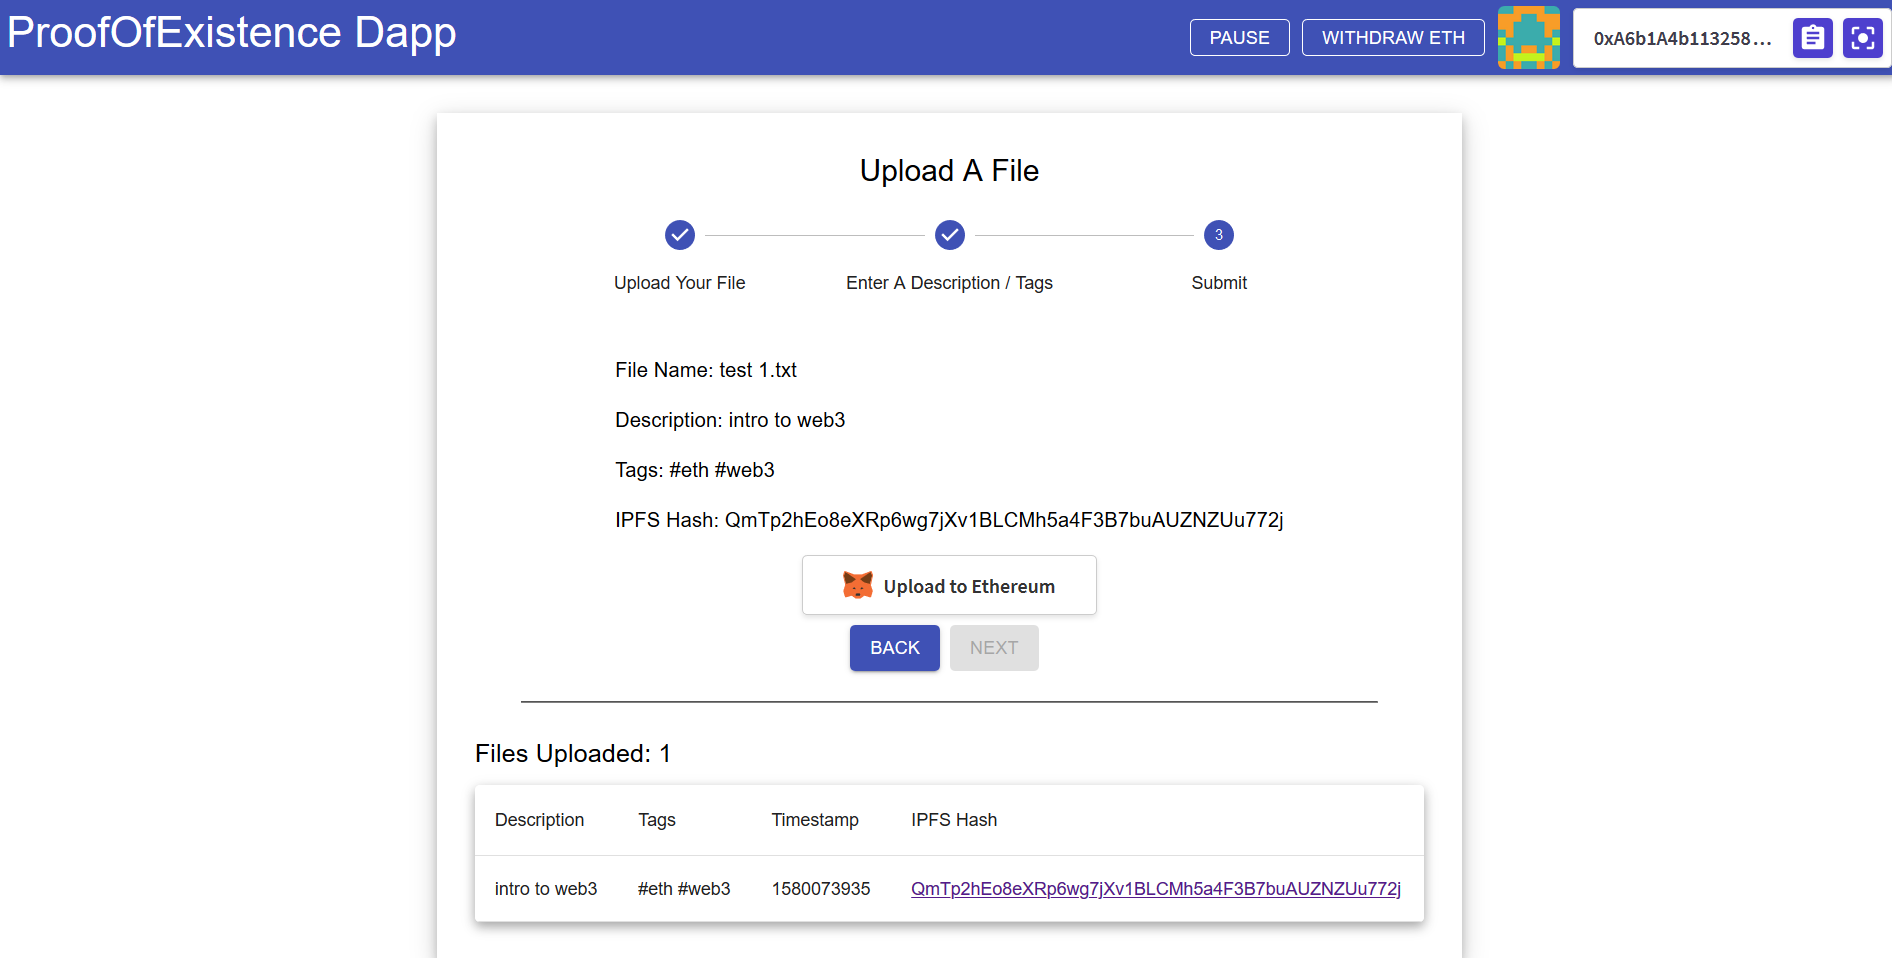 ProofOfExistence Dapp
PAUSE
WITHDRAW ETH
0xA6b1A4b113258...
Upload A File
3
Upload Your File
Enter A Description / Tags
Submit
File Name: test 1.txt
Description: intro to web3
Tags: #eth #web3
IPFS Hash: QmTp2hEo8eXRp6wg7jXv1BLCMh5a4F3B7buAUZNZUu772j
Upload to Ethereum
BACK
NEXT
Files Uploaded: 1
Description Tags Timestamp IPFS Hash
intro to web3 #eth #web3 1580073935 QmTp2hEo8eXRp6wg7jXv1BLCMh5a4F3B7buAUZNZUu772j